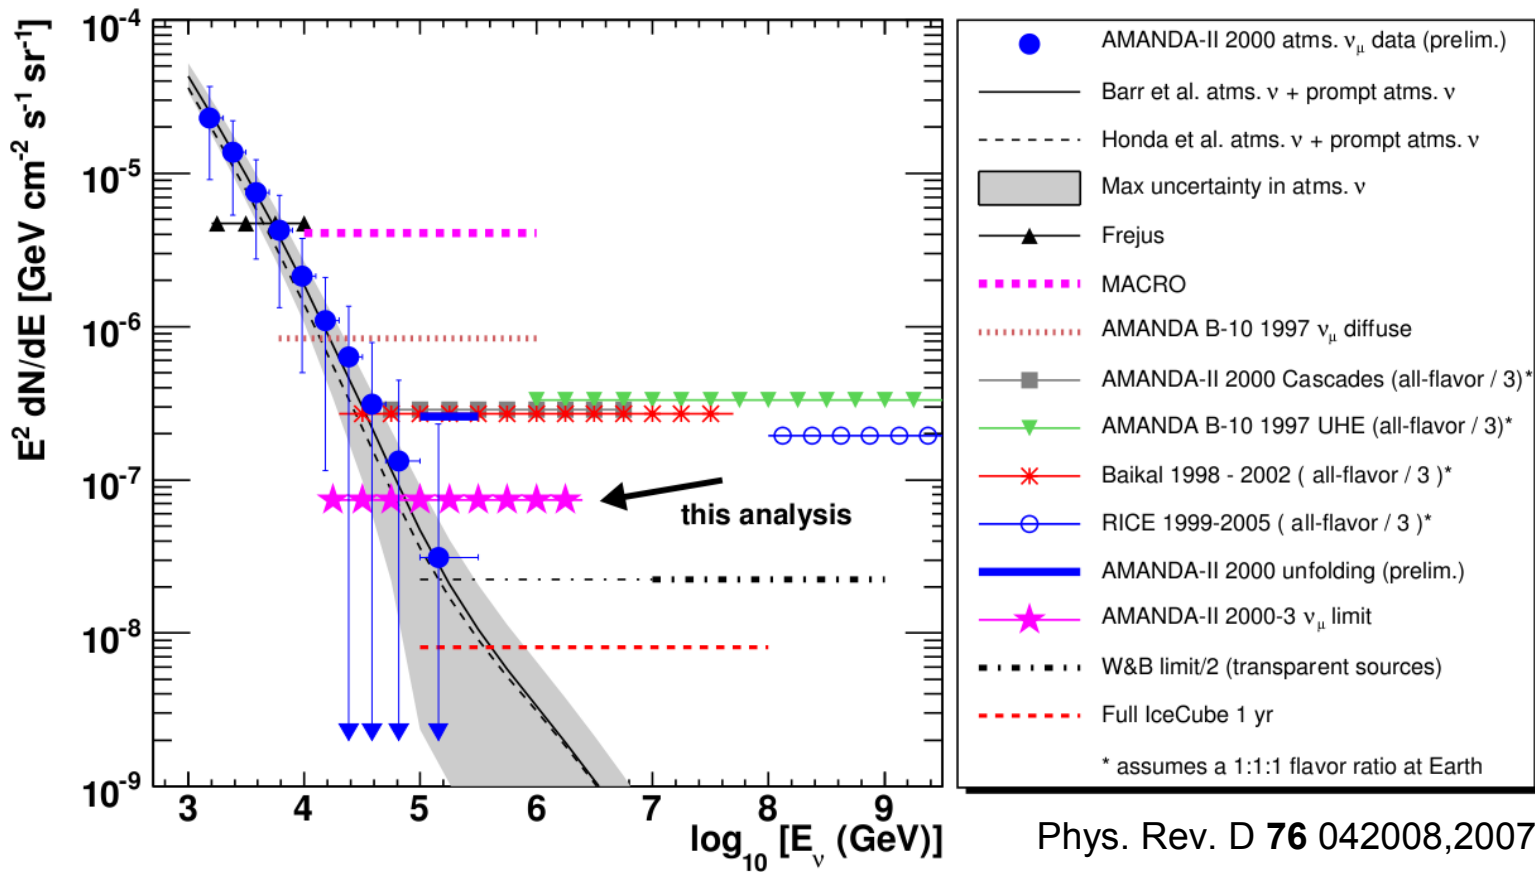 E² dN/dE [GeV cm⁻² s⁻¹ sr⁻¹]
10⁻⁴
10⁻⁵
10⁻⁶
10⁻⁷
10⁻⁸
10⁻⁹
this analysis
3 4 5 6 7 8 9
log₁₀ [E_ν (GeV)]
AMANDA-II 2000 atms. ν_μ data (prelim.)
Barr et al. atms. ν + prompt atms. ν
Honda et al. atms. ν + prompt atms. ν
Max uncertainty in atms. ν
Frejus
MACRO
AMANDA B-10 1997 ν_μ diffuse
AMANDA-II 2000 Cascades (all-flavor / 3)*
AMANDA B-10 1997 UHE (all-flavor / 3)*
Baikal 1998 - 2002 ( all-flavor / 3 )*
RICE 1999-2005 ( all-flavor / 3 )*
AMANDA-II 2000 unfolding (prelim.)
AMANDA-II 2000-3 ν_μ limit
W&B limit/2 (transparent sources)
Full IceCube 1 yr
* assumes a 1:1:1 flavor ratio at Earth
Phys. Rev. D 76 042008,2007